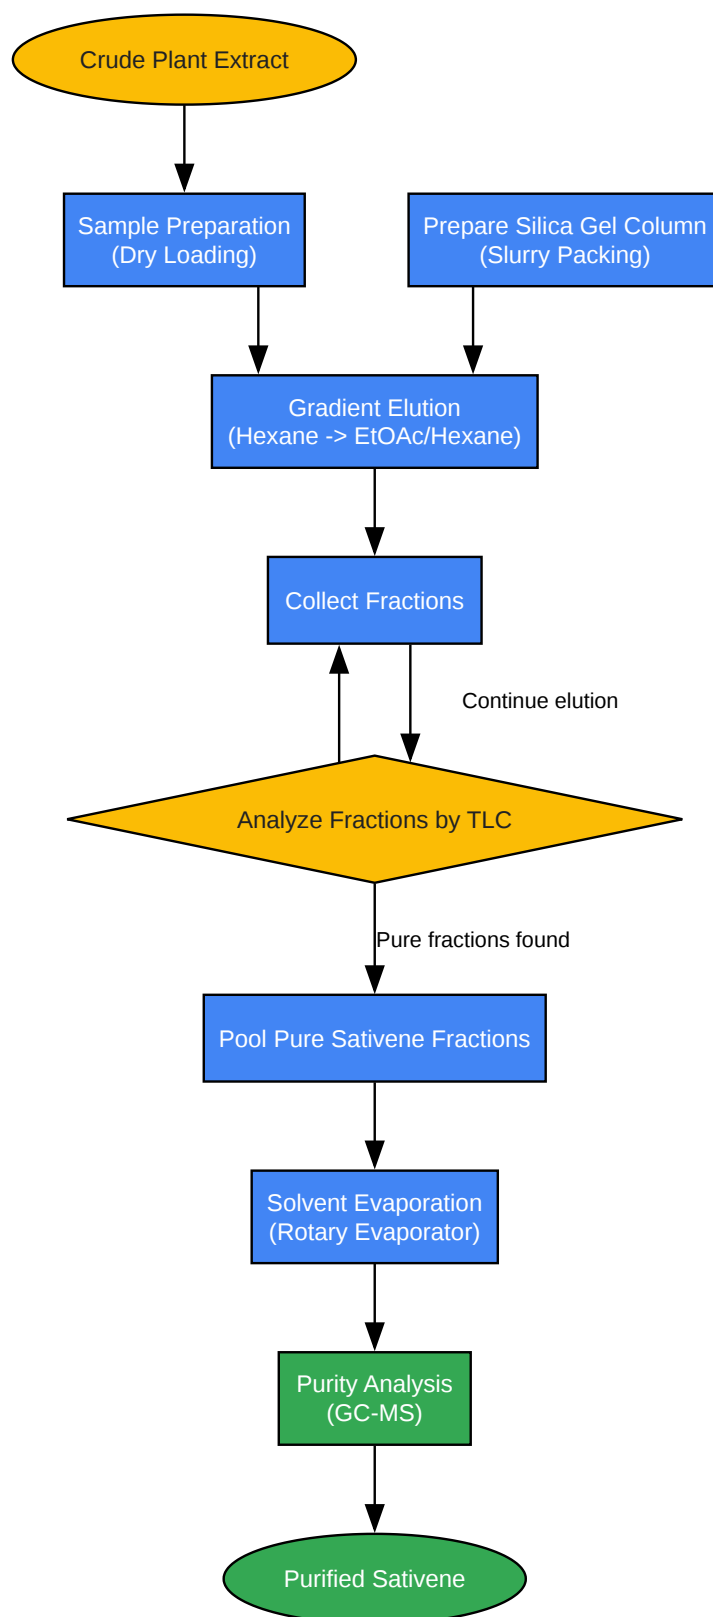 Crude Plant Extract
Sample Preparation
(Dry Loading)
Prepare Silica Gel Column
(Slurry Packing)
Gradient Elution
(Hexane -> EtOAc/Hexane)
Collect Fractions
Continue elution
Analyze Fractions by TLC
Pure fractions found
Pool Pure Sativene Fractions
Solvent Evaporation
(Rotary Evaporator)
Purity Analysis
(GC-MS)
Purified Sativene